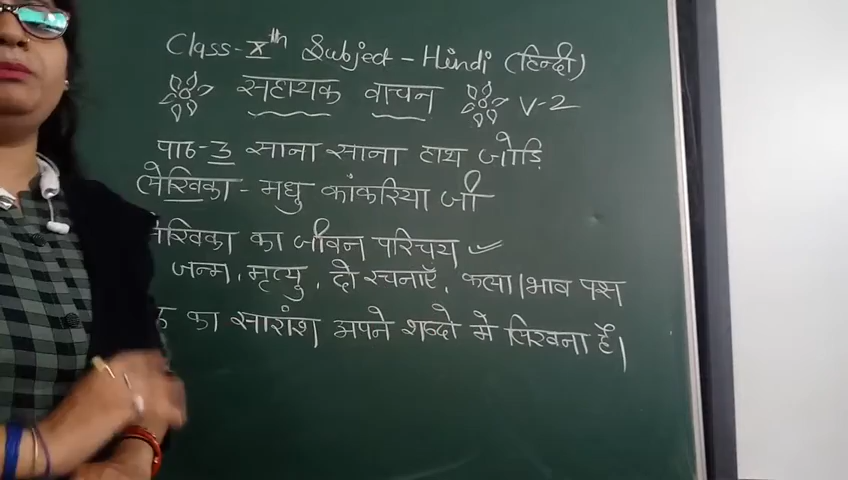 Class-Xth Subject - Hindi (हिन्दी)
सहायक वाचन V-2
पाठ-3 साना साना हाथ जोड़ि
लेखिका - मधु कांकरिया जी
लेखिका का जीवन परिचय ✓
जन्म, मृत्यु, दो रचनाएँ, कला/भाव पक्ष
का सारांश अपने शब्दो मे लिखना है।